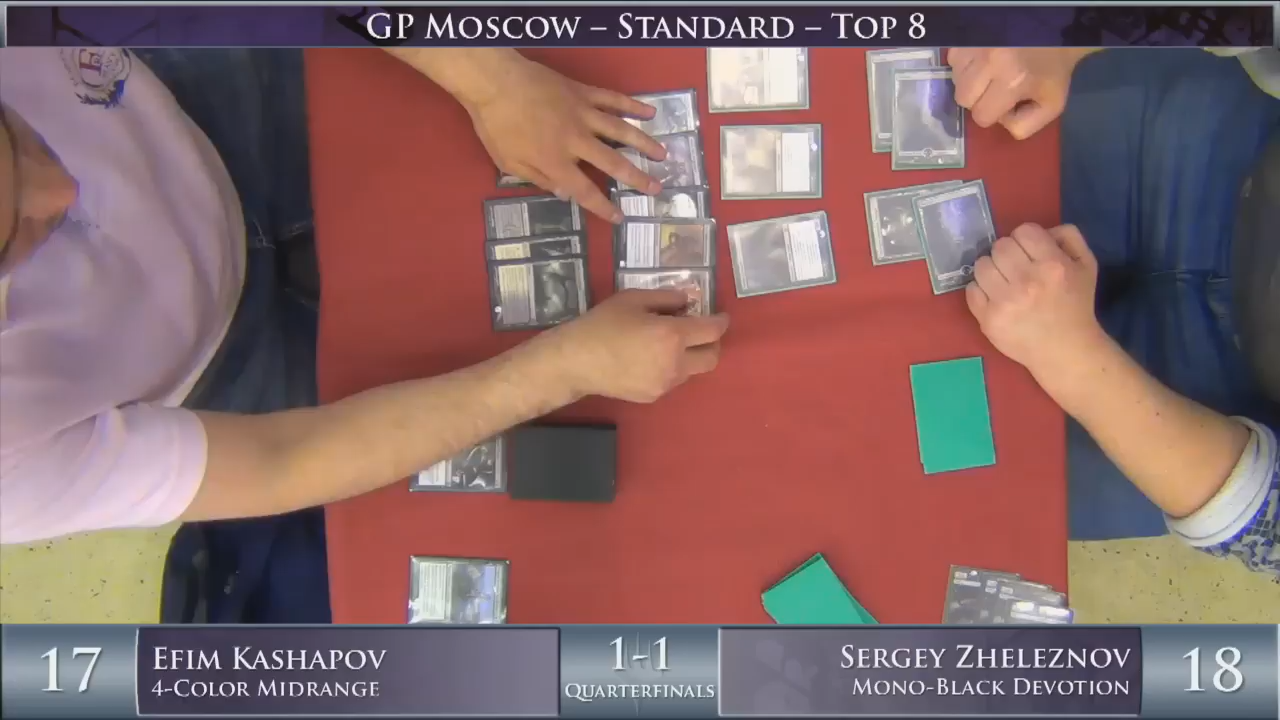 GP Moscow – Standard – Top 8
17
Efim Kashapov
4-Color Midrange
1-1
Quarterfinals
Sergey Zheleznov
Mono-Black Devotion
18